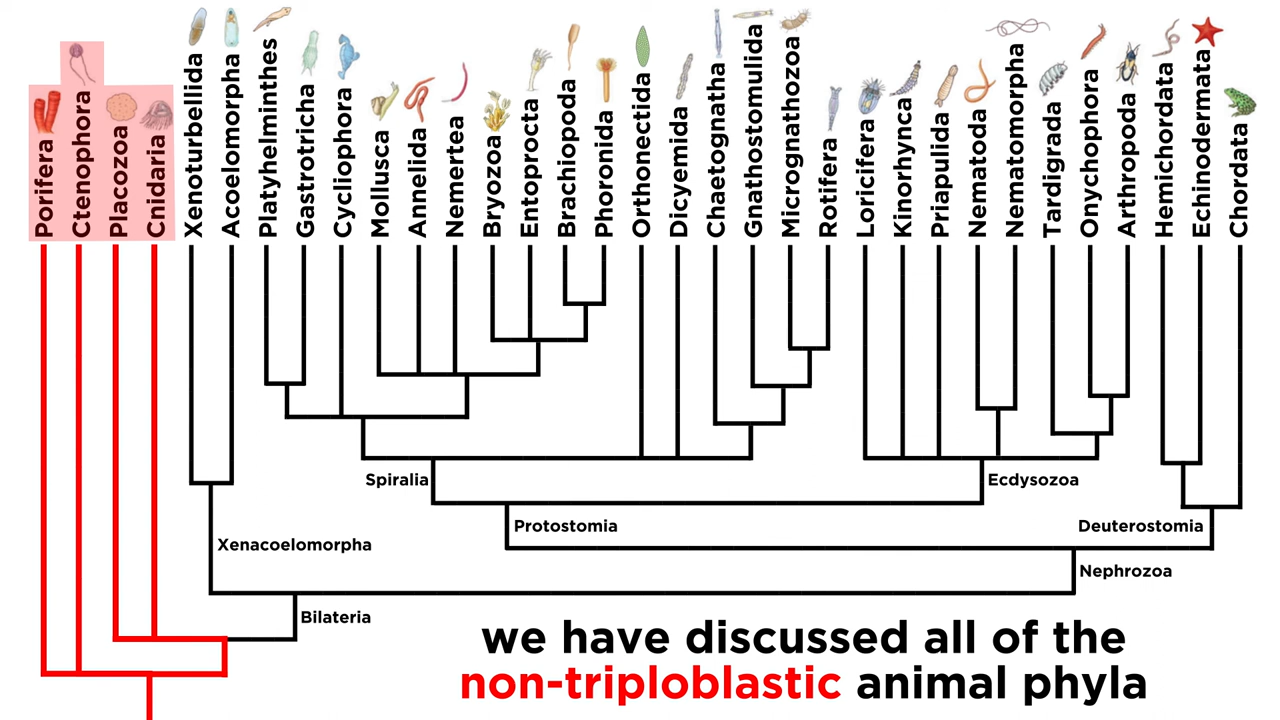 Porifera
Ctenophora
Placozoa
Cnidaria
Xenoturbellida
Acoelomorpha
Platyhelminthes
Gastrotricha
Cycliophora
Mollusca
Annelida
Nemertea
Bryozoa
Entoprocta
Brachiopoda
Phoronida
Orthonectida
Dicyemida
Chaetognatha
Gnathostomulida
Micrognathozoa
Rotifera
Loricifera
Kinorhynca
Priapulida
Nematoda
Nematomorpha
Tardigrada
Onychophora
Arthropoda
Hemichordata
Echinodermata
Chordata
Spiralia
Ecdysozoa
Protostomia
Deuterostomia
Xenacoelomorpha
Nephrozoa
Bilateria
we have discussed all of the
non-triploblastic animal phyla